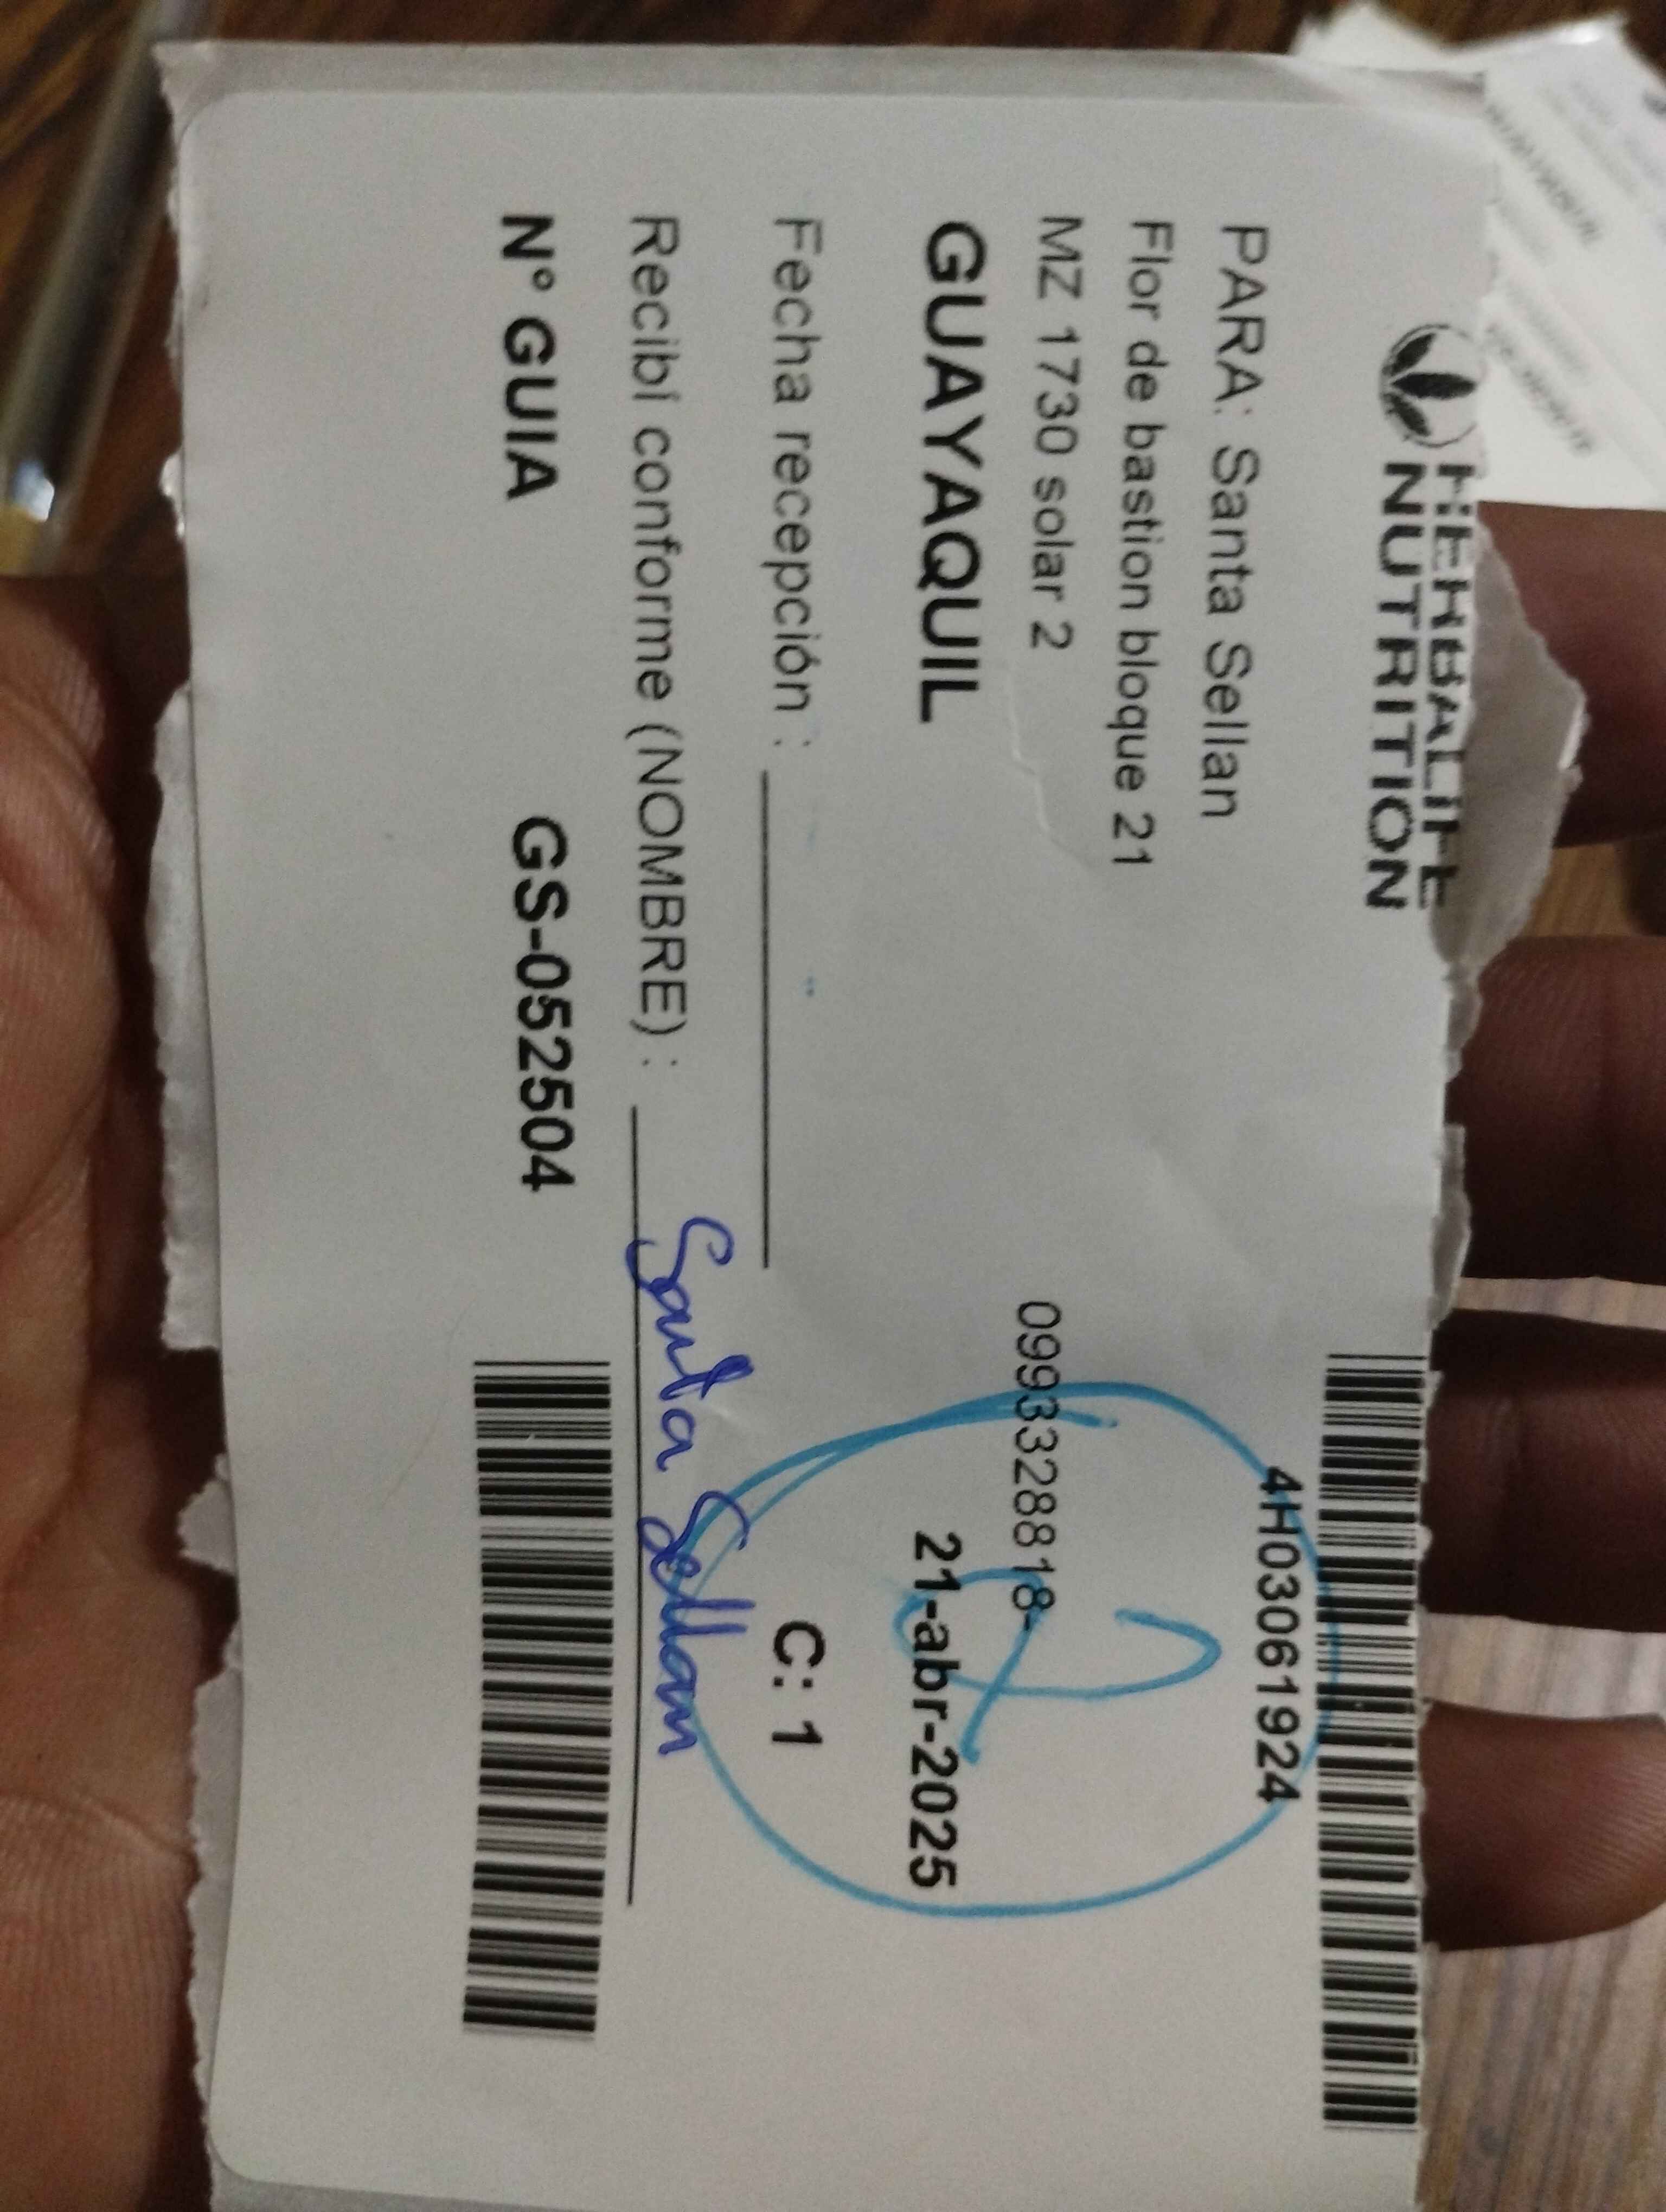 HERBALIFE
NUTRITION
4H03061924
PARA: Santa Sellan
Flor de bastion bloque 21
MZ 1730 solar 2
0993328818-
GUAYAQUIL
21-abr-2025
Fecha recepción :
C: 1
Recibí conforme (NOMBRE) : Santa Sellan
N° GUIA GS-052504